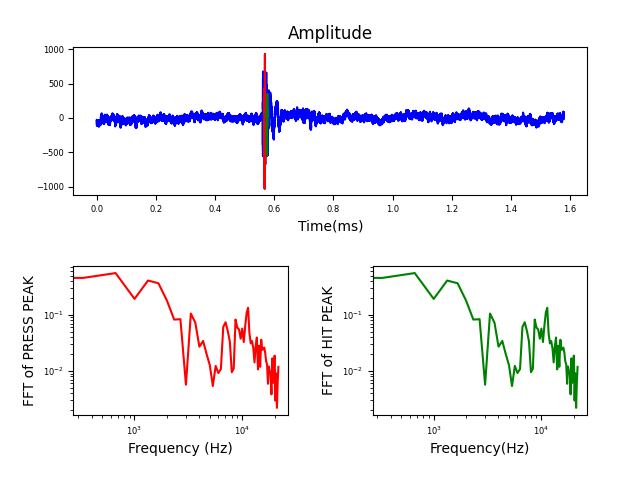 Amplitude
1000
500
0
−500
−1000
0.0 0.2 0.4 0.6 0.8 1.0 1.2 1.4 1.6
Time(ms)
FFT of PRESS PEAK
10⁻¹
10⁻²
10³ 10⁴
Frequency (Hz)
FFT of HIT PEAK
10⁻¹
10⁻²
10³ 10⁴
Frequency(Hz)